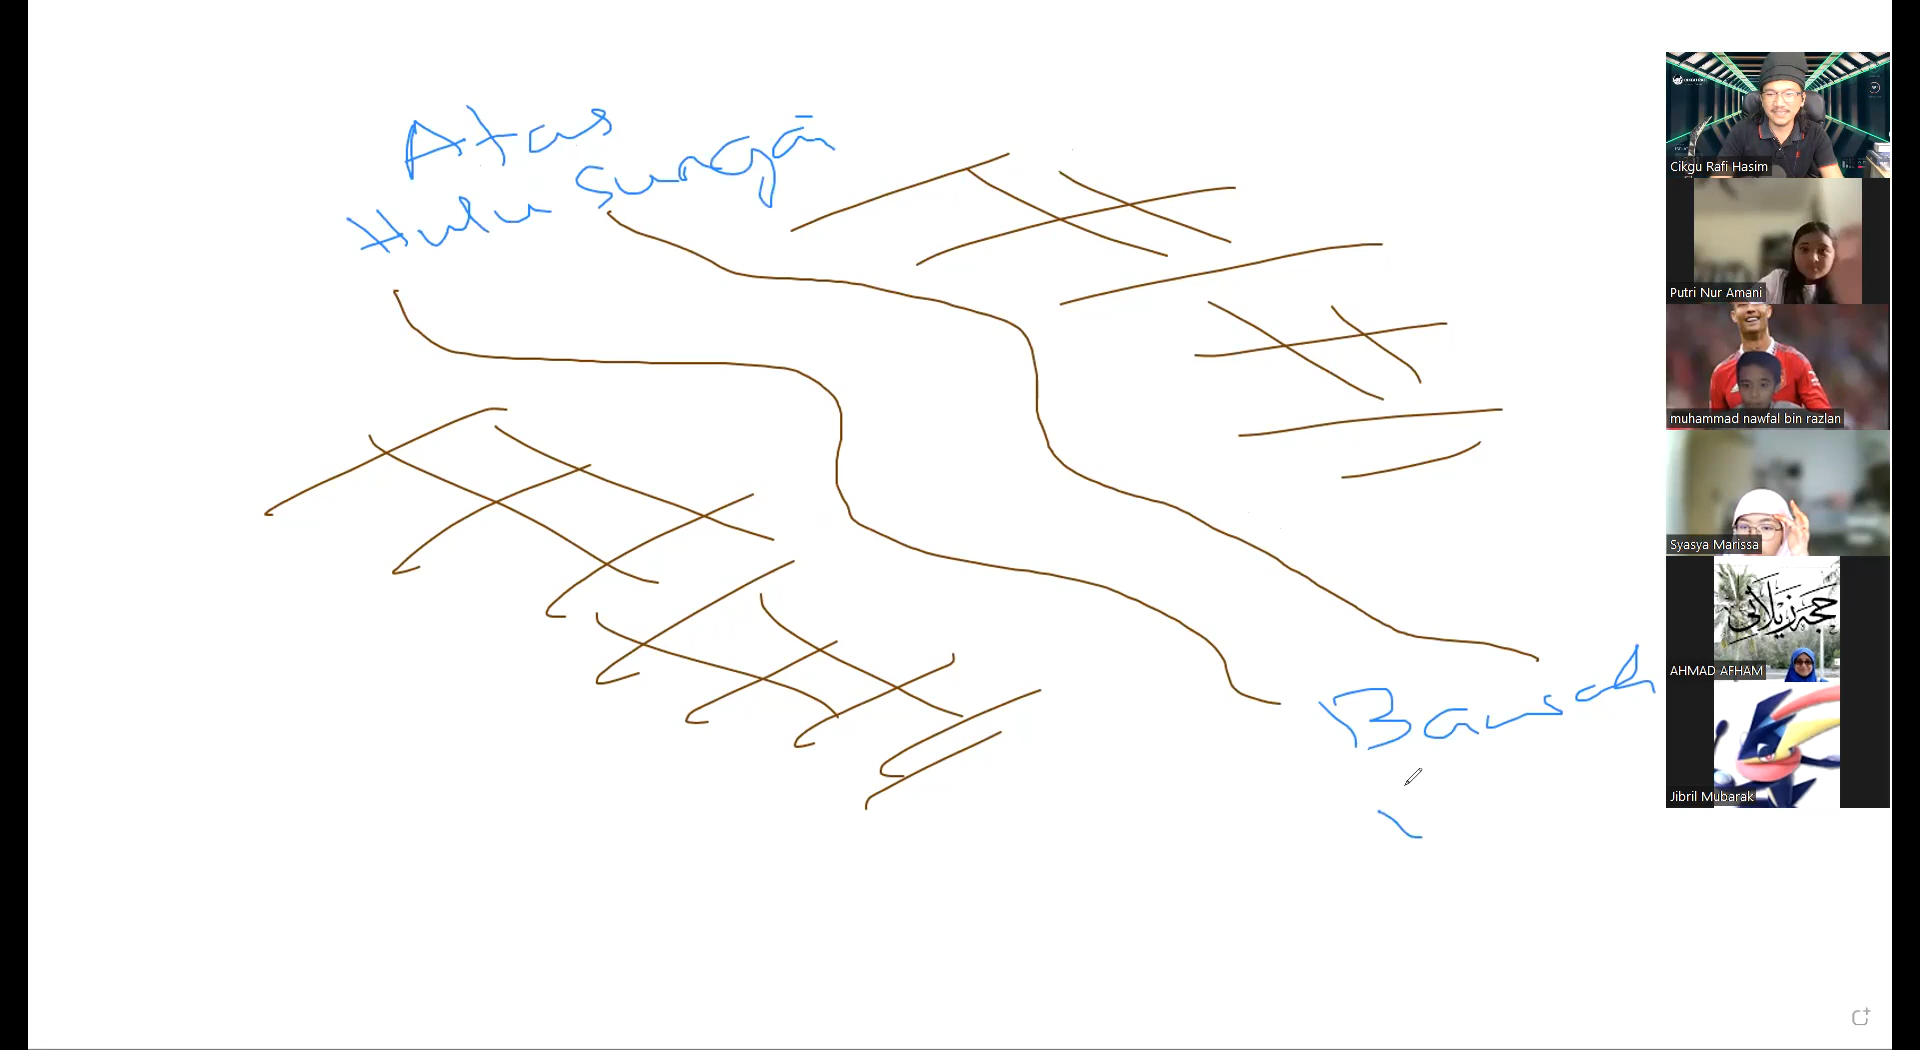 Atas
Hulu Sungai
Bawah
Cikgu Rafi Hasim
Putri Nur Amani
muhammad nawfal bin razlan
Syasya Marissa
AHMAD AFHAM
Jibril Mubarak